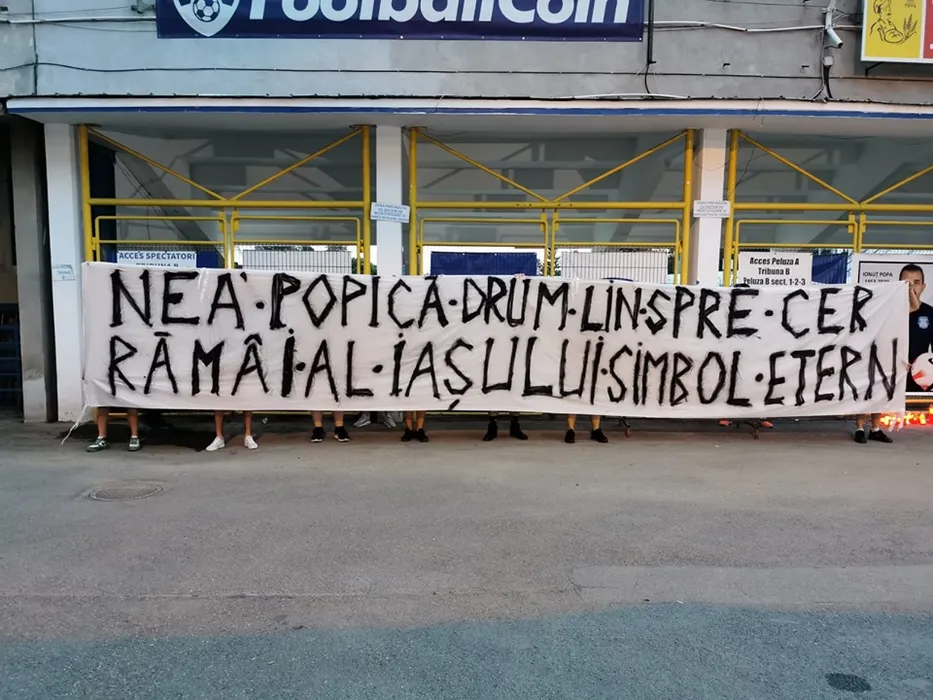 FootballCoin
ACCES SPECTATORI
TRIBUNA B
Acces Peluza A
Tribuna B
Peluza B sect. 1-2-3
IONUȚ POPA
NEA·POPICĂ·DRUM·LIN·SPRE·CER
RĂMÂI·AL·IAȘULUI·SIMBOL·ETERN